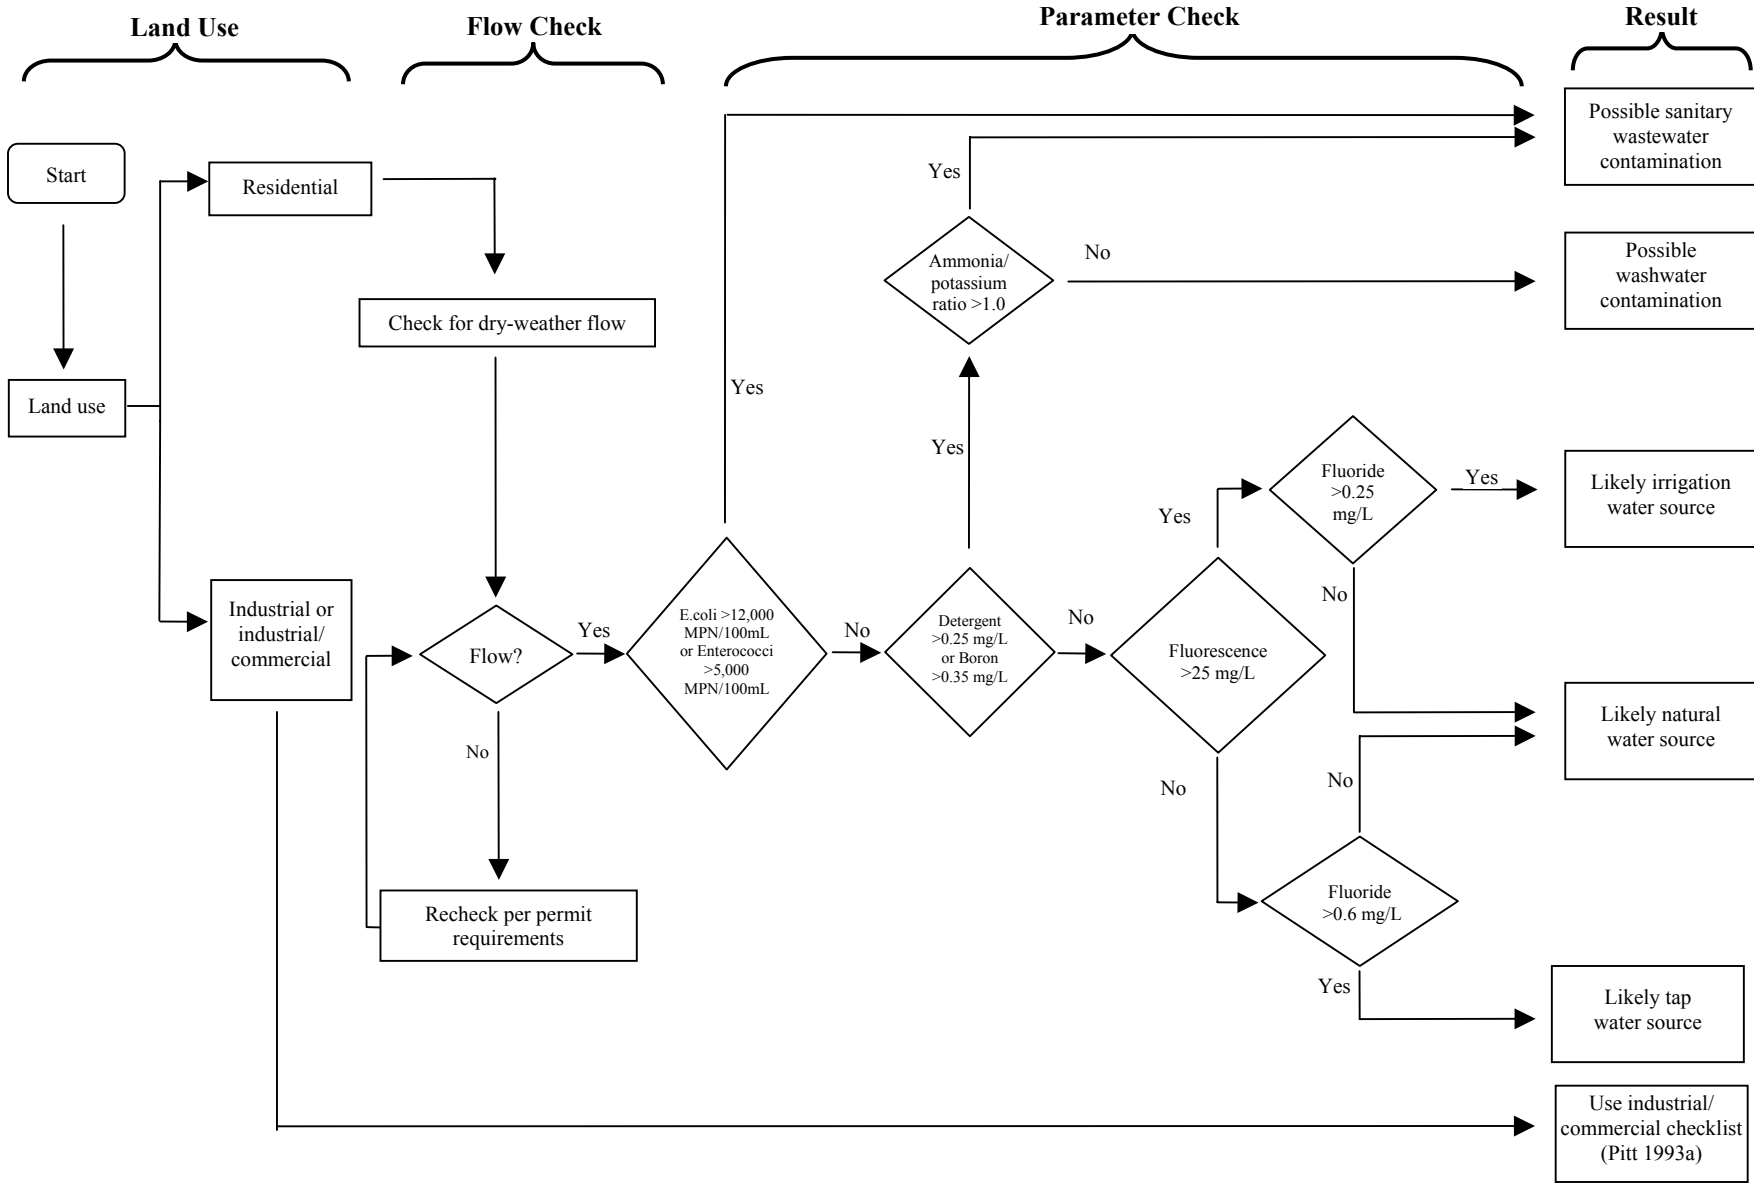 Land Use
Flow Check
Parameter Check
Result
Start
Land use
Residential
Industrial or
industrial/
commercial
Check for dry-weather flow
Flow?
Yes
No
Recheck per permit
requirements
E.coli >12,000
MPN/100mL
or Enterococci
>5,000
MPN/100mL
Yes
No
Detergent
>0.25 mg/L
or Boron
>0.35 mg/L
Yes
No
Ammonia/
potassium
ratio >1.0
Yes
No
Fluorescence
>25 mg/L
Yes
No
Fluoride
>0.25
mg/L
Yes
No
Fluoride
>0.6 mg/L
No
Yes
Possible sanitary
wastewater
contamination
Possible
washwater
contamination
Likely irrigation
water source
Likely natural
water source
Likely tap
water source
Use industrial/
commercial checklist
(Pitt 1993a)